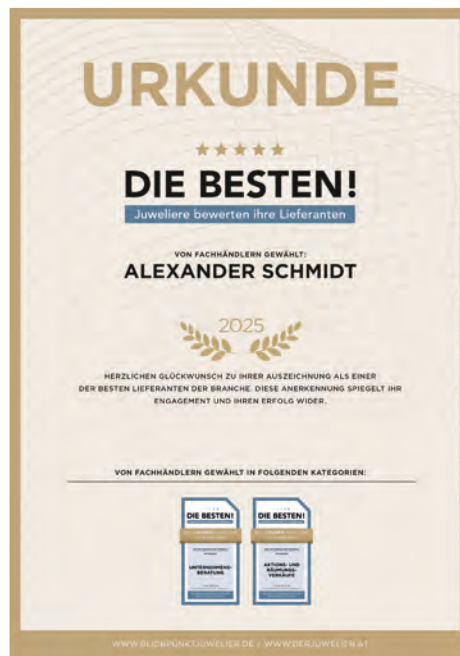 URKUNDE
DIE BESTEN!
Juweliere bewerten ihre Lieferanten
VON FACHHÄNDLERN GEWÄHLT:
ALEXANDER SCHMIDT
2025
HERZLICHEN GLÜCKWUNSCH ZU IHRER AUSZEICHNUNG ALS EINER
DER BESTEN LIEFERANTEN DER BRANCHE. DIESE ANERKENNUNG SPIEGELT IHR
ENGAGEMENT UND IHREN ERFOLG WIDER.
VON FACHHÄNDLERN GEWÄHLT IN FOLGENDEN KATEGORIEN:
DIE BESTEN!
UNTERNEHMENS-
BERATUNG
DIE BESTEN!
AKTIONS- UND
RÄUMUNGS-
VERKÄUFE
WWW.BLICKPUNKTJUWELIER.DE / WWW.DERJUWELIER.AT